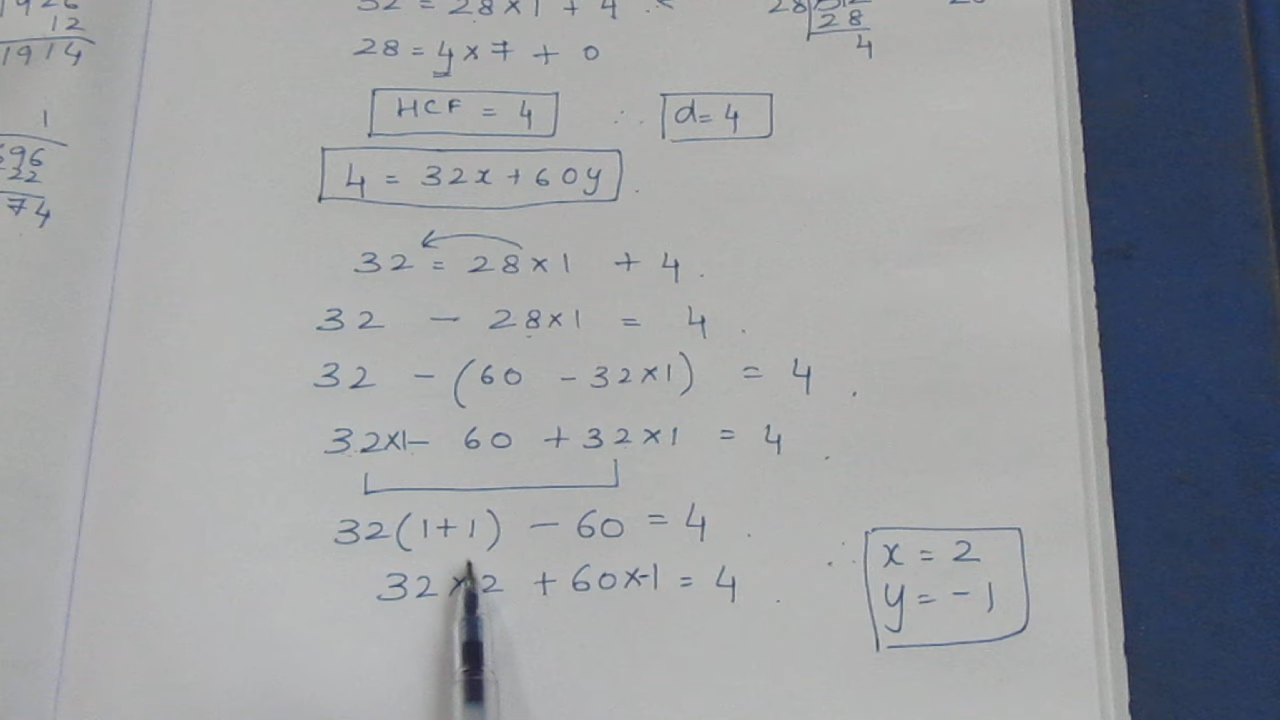 1926
12
1914
1
696
22
74
32 = 28 × 1 + 4
28 = 4 × 7 + 0
28
28
4
HCF = 4 ∴ d = 4
4 = 32x + 60y
32 = 28 × 1 + 4
32 - 28 × 1 = 4
32 - (60 - 32 × 1) = 4
32 × 1 - 60 + 32 × 1 = 4
32(1+1) - 60 = 4
32 × 2 + 60 × -1 = 4
∴ x = 2
y = -1